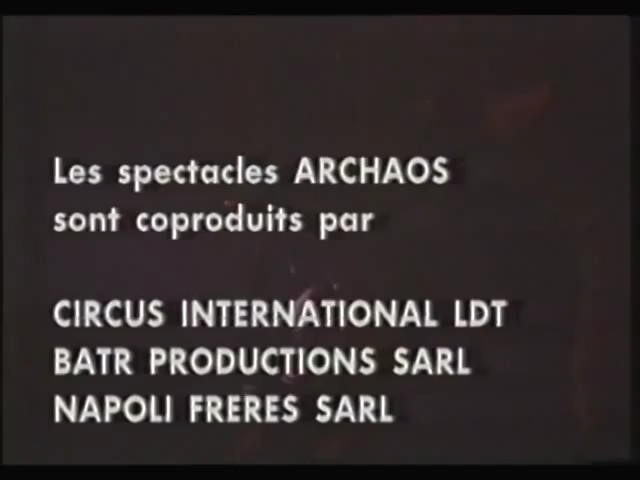 Les spectacles ARCHAOS
sont coproduits par
CIRCUS INTERNATIONAL LDT
BATR PRODUCTIONS SARL
NAPOLI FRERES SARL